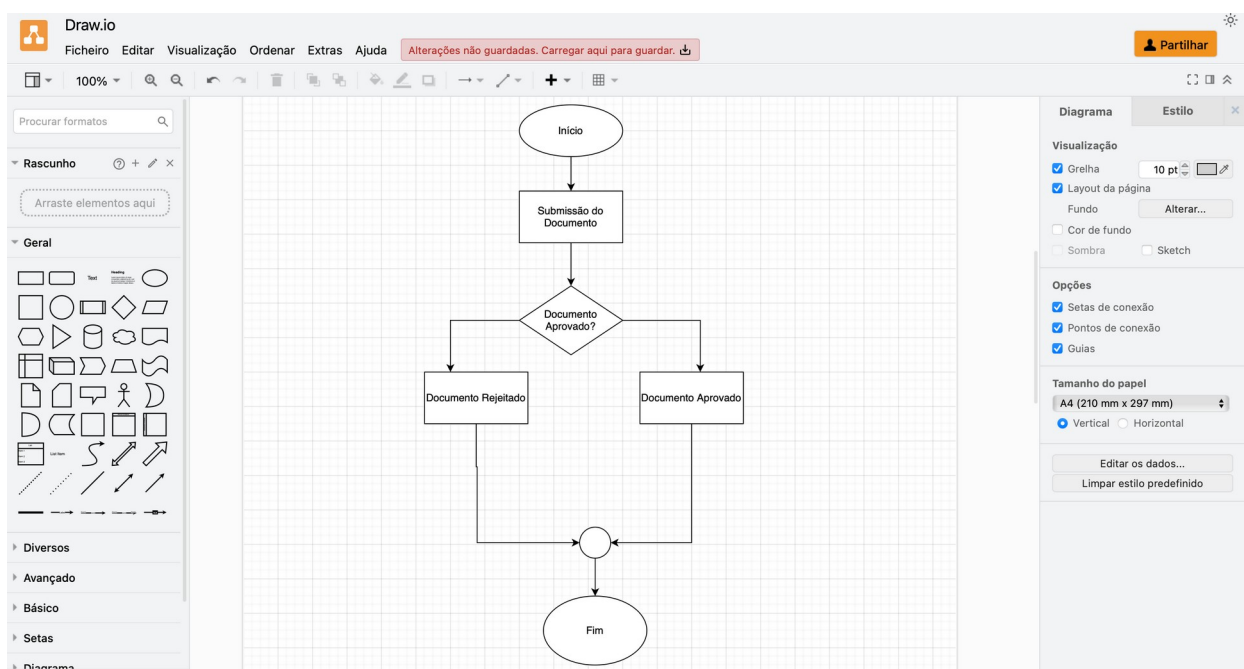 Draw.io
Ficheiro Editar Visualização Ordenar Extras Ajuda Alterações não guardadas. Carregar aqui para guardar.
Partilhar
100%
Procurar formatos
Rascunho
Arraste elementos aqui
Geral
Text
Heading
List Item
Diversos
Avançado
Básico
Setas
Diagrama
Início
Submissão do
Documento
Documento
Aprovado?
Documento Rejeitado
Documento Aprovado
Fim
Diagrama Estilo
Visualização
Grelha 10 pt
Layout da página
Fundo Alterar...
Cor de fundo
Sombra Sketch
Opções
Setas de conexão
Pontos de conexão
Guias
Tamanho do papel
A4 (210 mm x 297 mm)
Vertical Horizontal
Editar os dados...
Limpar estilo predefinido